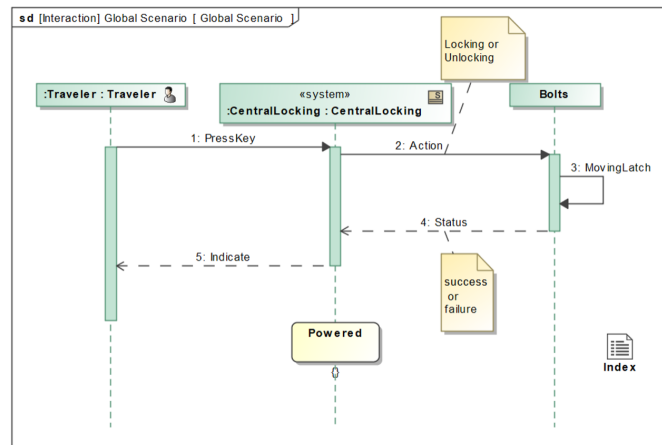 sd [Interaction] Global Scenario [ Global Scenario ]
Locking or
Unlocking
:Traveler : Traveler
«system»
:CentralLocking : CentralLocking
S
Bolts
1: PressKey
2: Action
3: MovingLatch
4: Status
5: Indicate
success
or
failure
Powered
{}
Index